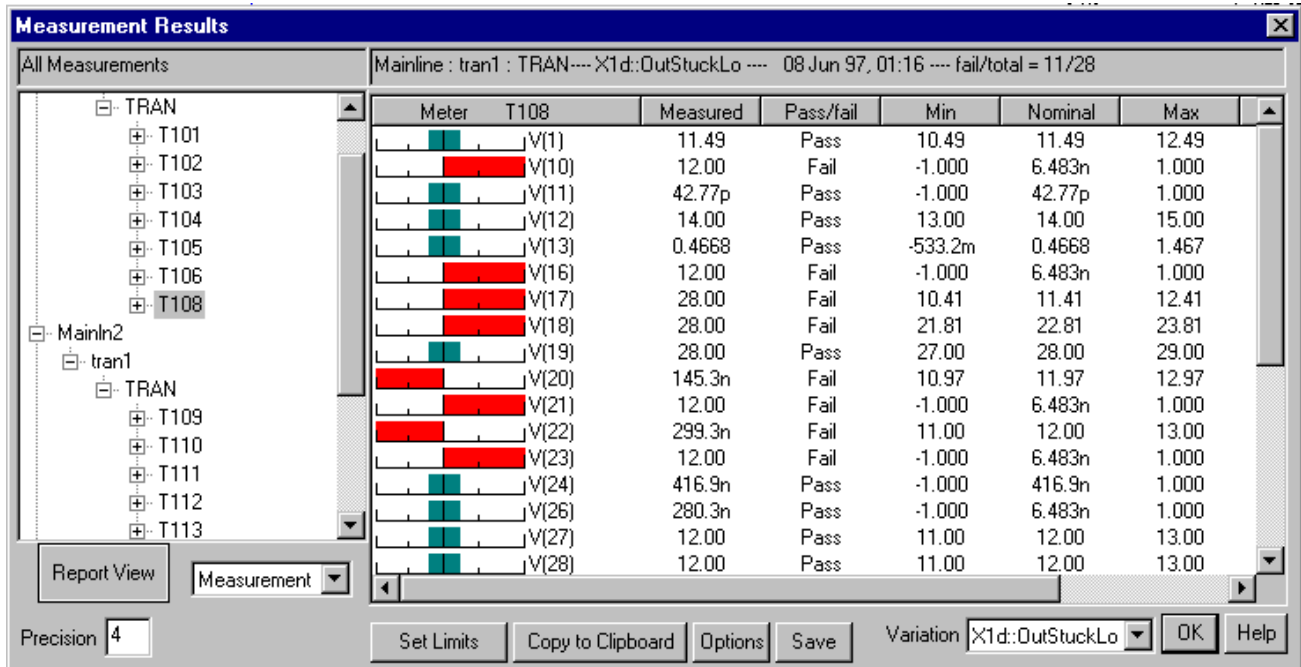 Measurement Results
All Measurements
Mainline : tran1 : TRAN---- X1d::OutStuckLo ---- 08 Jun 97, 01:16 ---- fail/total = 11/28
TRAN
T101
T102
T103
T104
T105
T106
T108
MainIn2
tran1
TRAN
T109
T110
T111
T112
T113
Meter T108 Measured Pass/fail Min Nominal Max
V(1) 11.49 Pass 10.49 11.49 12.49
V(10) 12.00 Fail -1.000 6.483n 1.000
V(11) 42.77p Pass -1.000 42.77p 1.000
V(12) 14.00 Pass 13.00 14.00 15.00
V(13) 0.4668 Pass -533.2m 0.4668 1.467
V(16) 12.00 Fail -1.000 6.483n 1.000
V(17) 28.00 Fail 10.41 11.41 12.41
V(18) 28.00 Fail 21.81 22.81 23.81
V(19) 28.00 Pass 27.00 28.00 29.00
V(20) 145.3n Fail 10.97 11.97 12.97
V(21) 12.00 Fail -1.000 6.483n 1.000
V(22) 299.3n Fail 11.00 12.00 13.00
V(23) 12.00 Fail -1.000 6.483n 1.000
V(24) 416.9n Pass -1.000 416.9n 1.000
V(26) 280.3n Pass -1.000 6.483n 1.000
V(27) 12.00 Pass 11.00 12.00 13.00
V(28) 12.00 Pass 11.00 12.00 13.00
Report View Measurement
Precision 4 Set Limits Copy to Clipboard Options Save Variation X1d::OutStuckLo OK Help